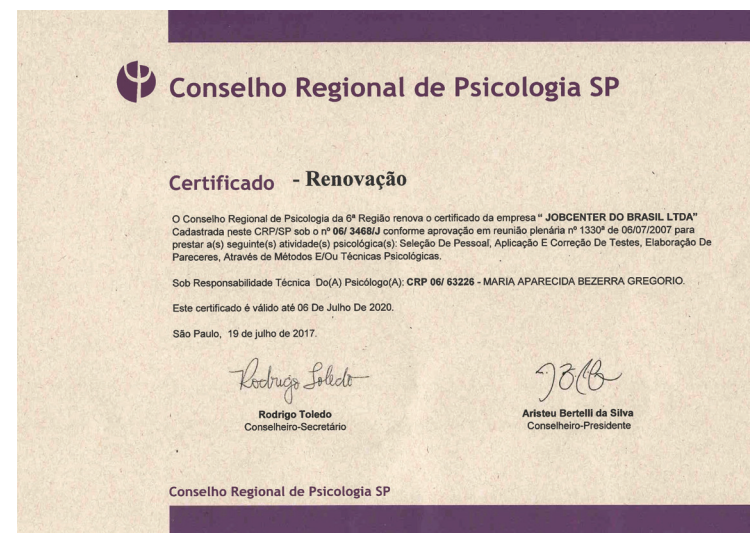 Conselho Regional de Psicologia SP
Certificado - Renovação
O Conselho Regional de Psicologia da 6ª Região renova o certificado da empresa " JOBCENTER DO BRASIL LTDA"
Cadastrada neste CRP/SP sob o nº 06/ 3468/J conforme aprovação em reunião plenária nº 1330ª de 06/07/2007 para
prestar a(s) seguinte(s) atividade(s) psicológica(s): Seleção De Pessoal, Aplicação E Correção De Testes, Elaboração De
Pareceres, Através de Métodos E/Ou Técnicas Psicológicas.
Sob Responsabilidade Técnica Do(A) Psicólogo(A): CRP 06/ 63226 - MARIA APARECIDA BEZERRA GREGORIO.
Este certificado é válido até 06 De Julho De 2020.
São Paulo, 19 de julho de 2017.
Rodrigo Toledo
Rodrigo Toledo
Conselheiro-Secretário
Aristeu Bertelli da Silva
Conselheiro-Presidente
Conselho Regional de Psicologia SP